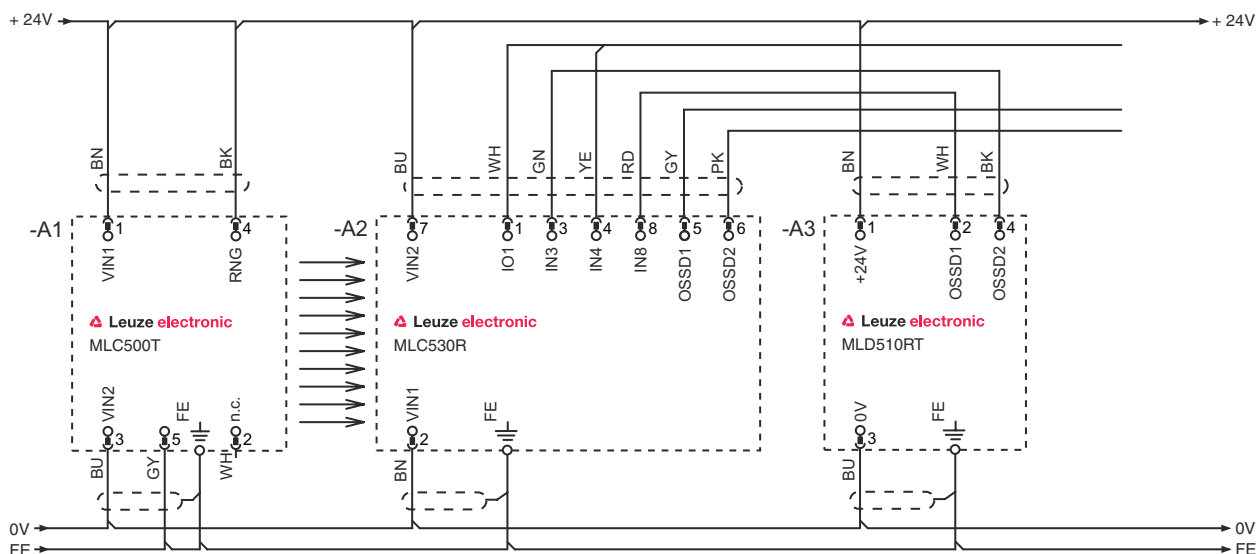 + 24V
+ 24V
BN
BK
BU
WH
GN
YE
RD
GY
PK
BN
WH
BK
-A1
1
4
-A2
7
1
3
4
8
5
6
-A3
1
2
4
VIN1
RNG
VIN2
IO1
IN3
IN4
IN8
OSSD1
OSSD2
+24V
OSSD1
OSSD2
Leuze electronic
MLC500T
Leuze electronic
MLC530R
Leuze electronic
MLD510RT
VIN2
FE
n.c.
VIN1
FE
0V
FE
3
5
2
2
3
BU
GY
WH
BN
BU
0V
0V
FE
FE